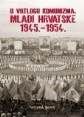 U VRTLOGU KOMUNIZMA.
MLADI HRVATSKE
1945.-1954.